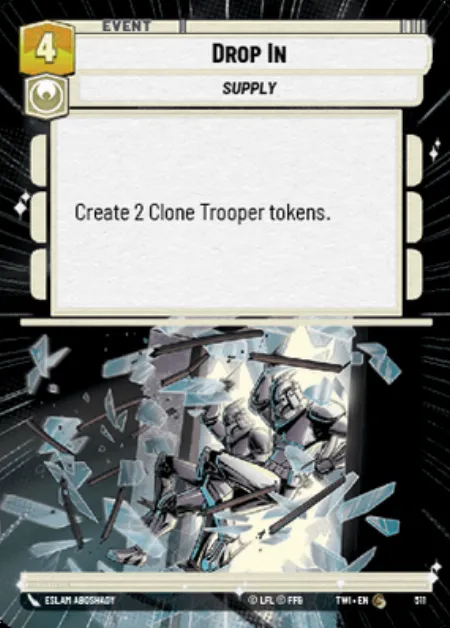 EVENT
4
DROP IN
SUPPLY
Create 2 Clone Trooper tokens.
ESLAM ABOSHADY
© LFL © FFG
TWI • EN
511